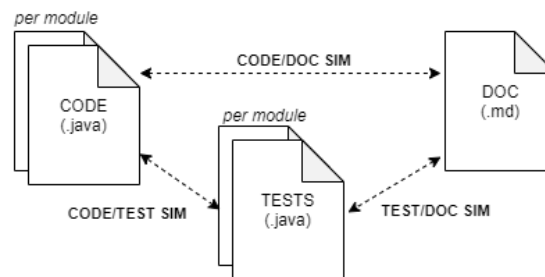 per module
CODE
(.java)
CODE/DOC SIM
DOC
(.md)
per module
TESTS
(.java)
CODE/TEST SIM
TEST/DOC SIM